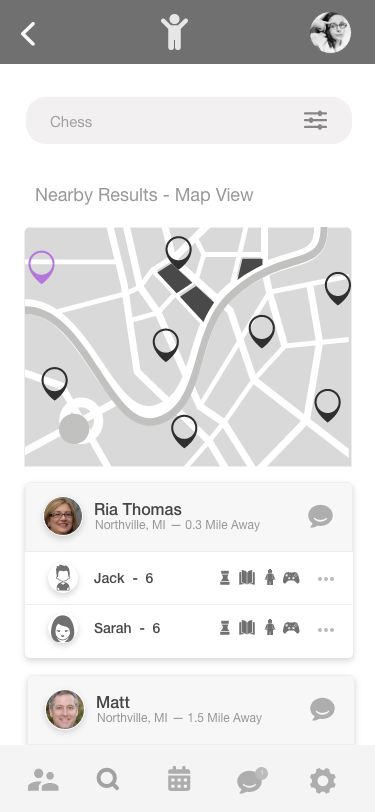 Chess
Nearby Results - Map View
Ria Thomas
Northville, MI — 0.3 Mile Away
Jack - 6
Sarah - 6
Matt
Northville, MI — 1.5 Mile Away